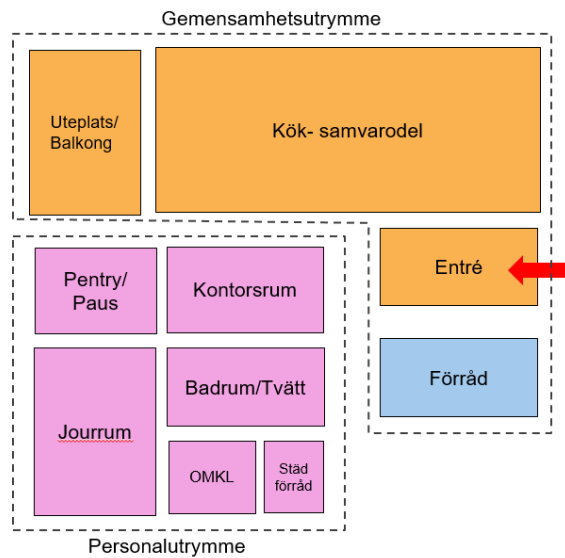 Gemensamhetsutrymme
Uteplats/
Balkong
Kök- samvarodel
Entré
Förråd
Pentry/
Paus
Kontorsrum
Jourrum
Badrum/Tvätt
OMKL
Städ
förråd
Personalutrymme